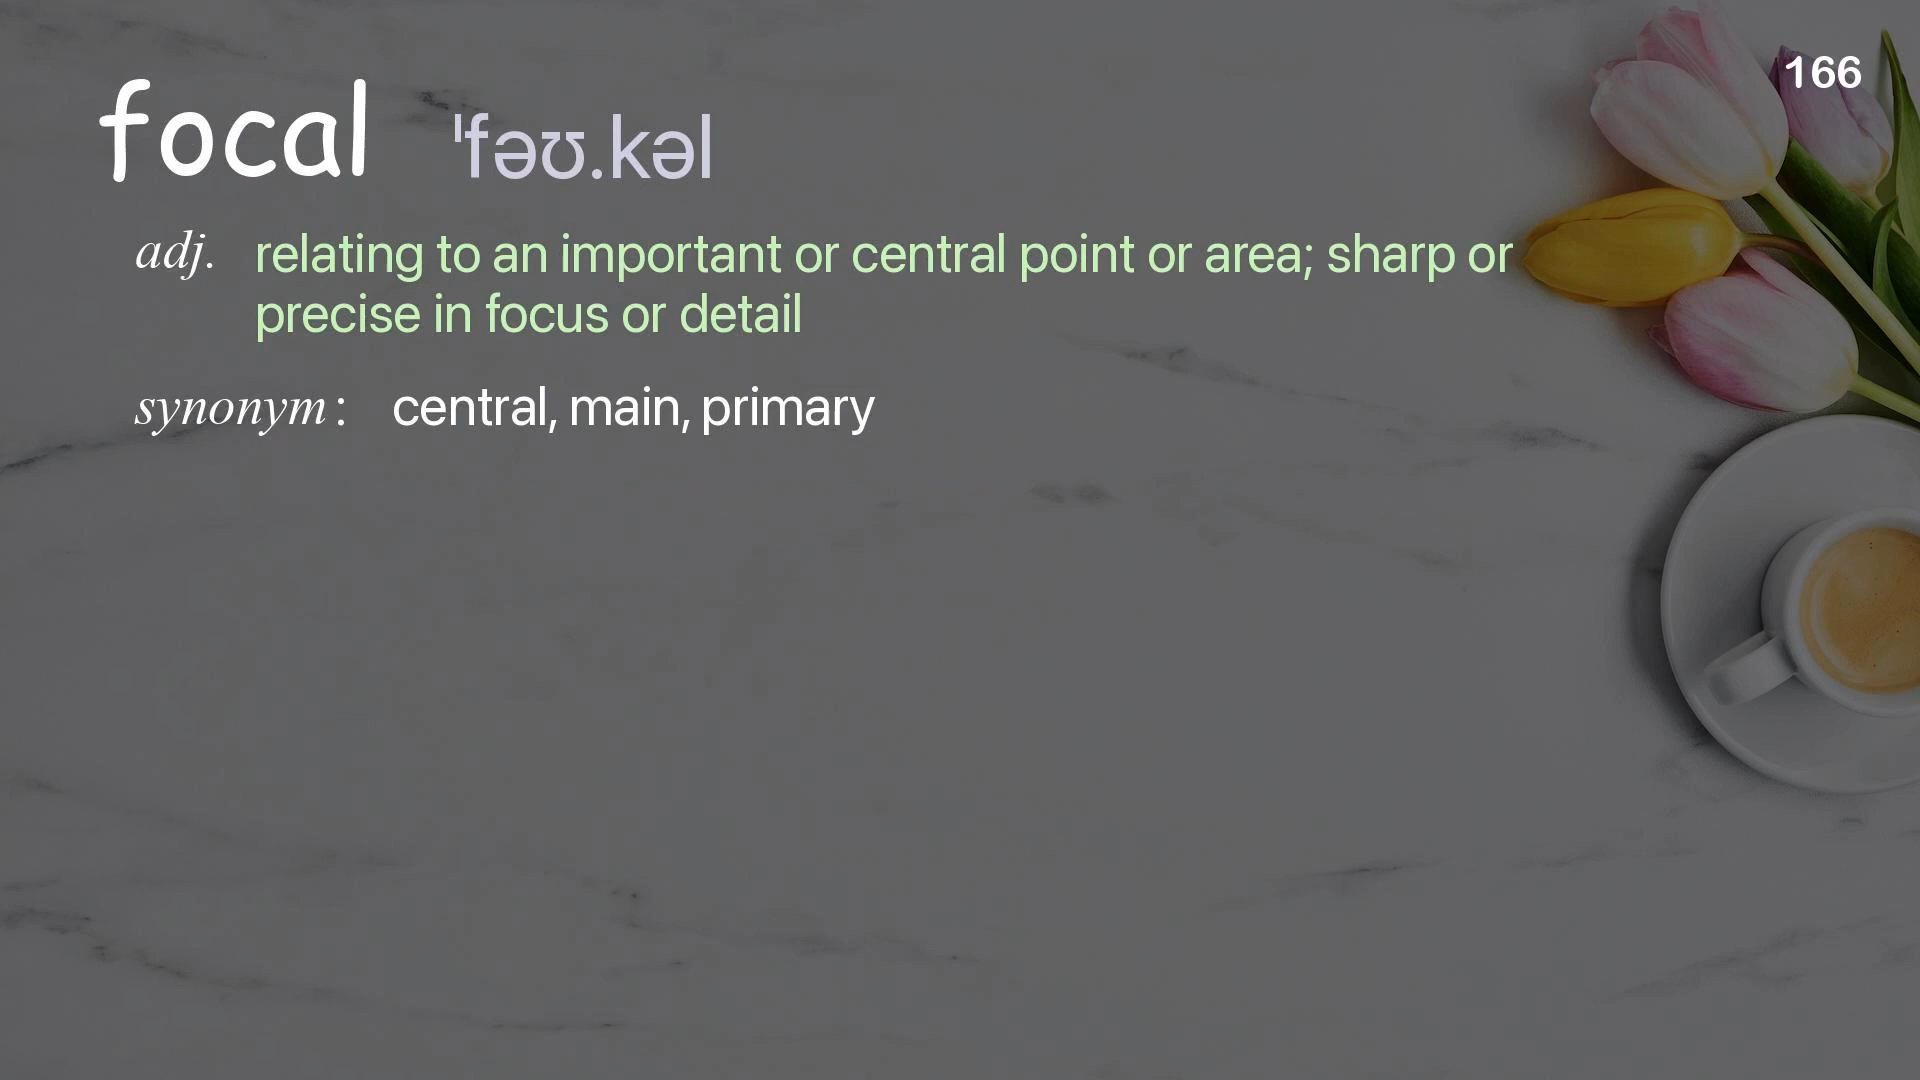 166
focal ˈfəʊ.kəl
adj. relating to an important or central point or area; sharp or
precise in focus or detail
synonym: central, main, primary